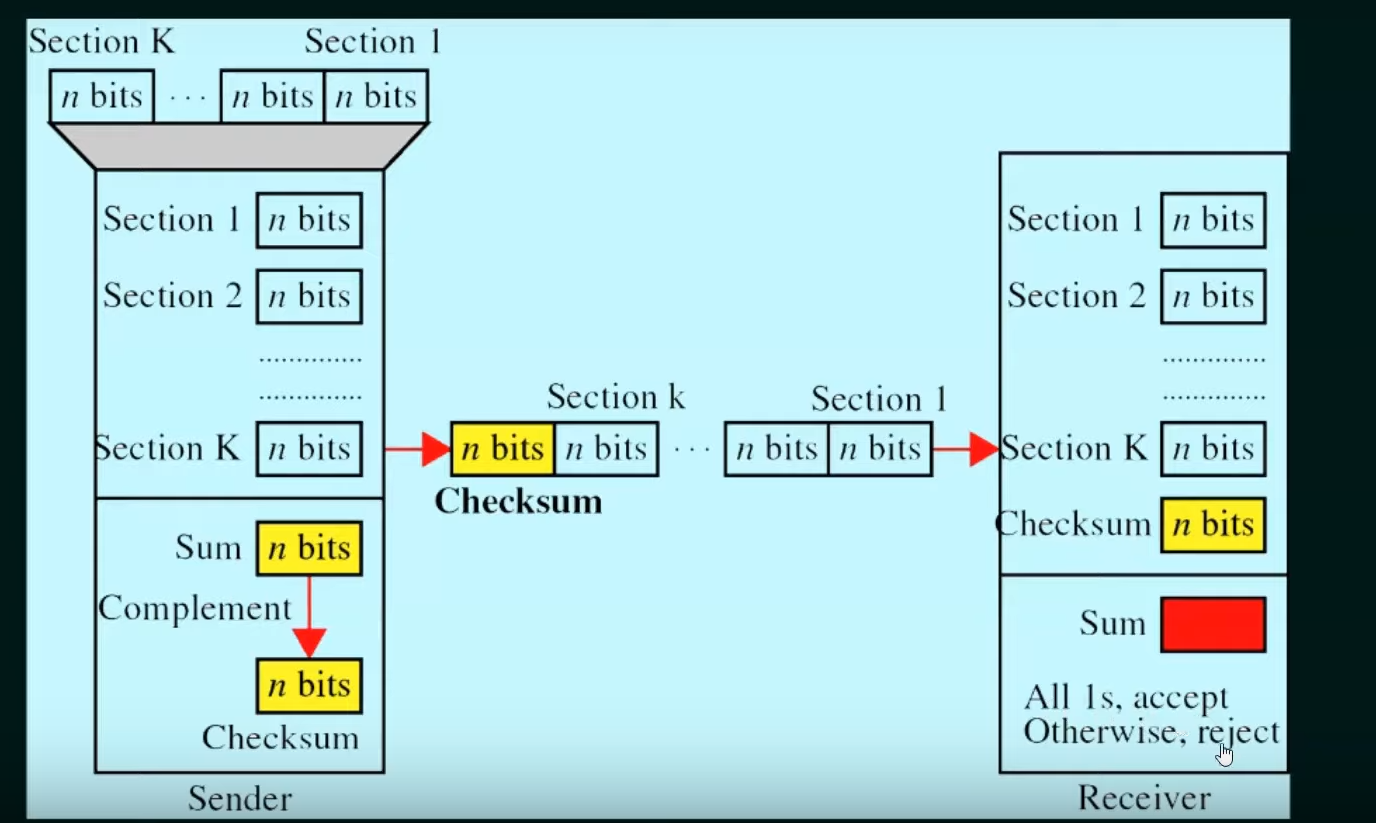 Section K Section 1
n bits ... n bits n bits
Section 1 n bits
Section 2 n bits
Section K n bits
Sum n bits
Complement
n bits
Checksum
Sender
Section k Section 1
n bits n bits ... n bits n bits
Checksum
Section 1 n bits
Section 2 n bits
Section K n bits
Checksum n bits
Sum
All 1s, accept
Otherwise, reject
Receiver